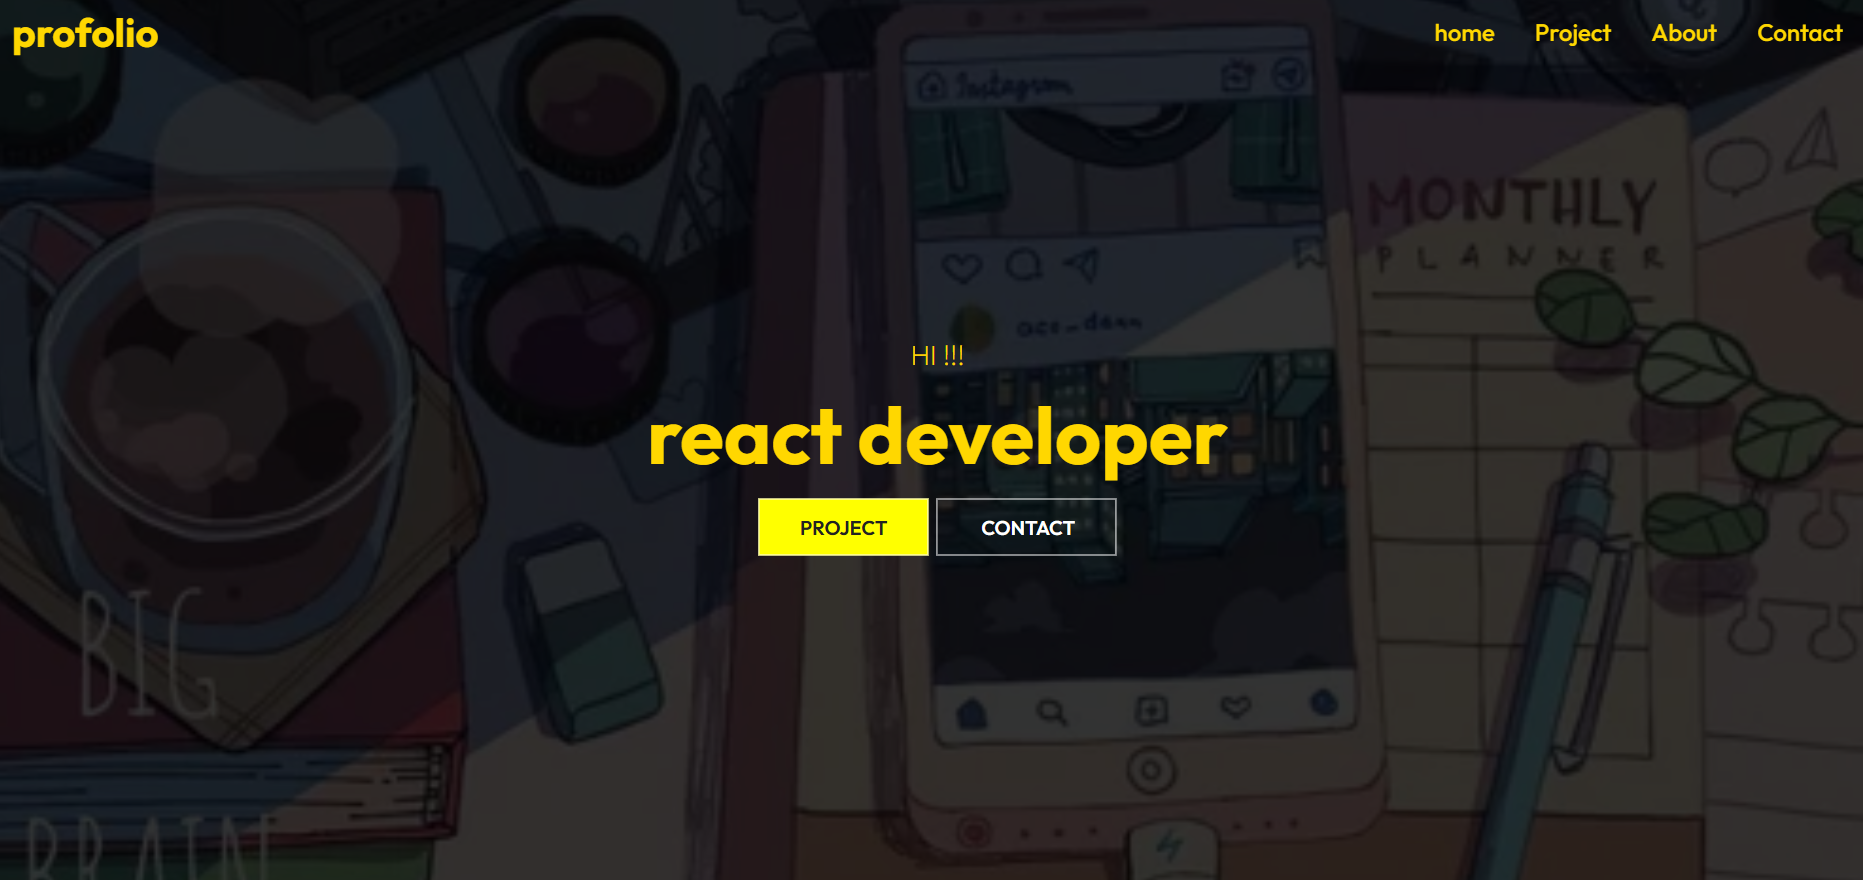 profolio
home Project About Contact
Instagram
MONTHLY
PLANNER
HI !!!
react developer
PROJECT CONTACT
BIG
BRAIN